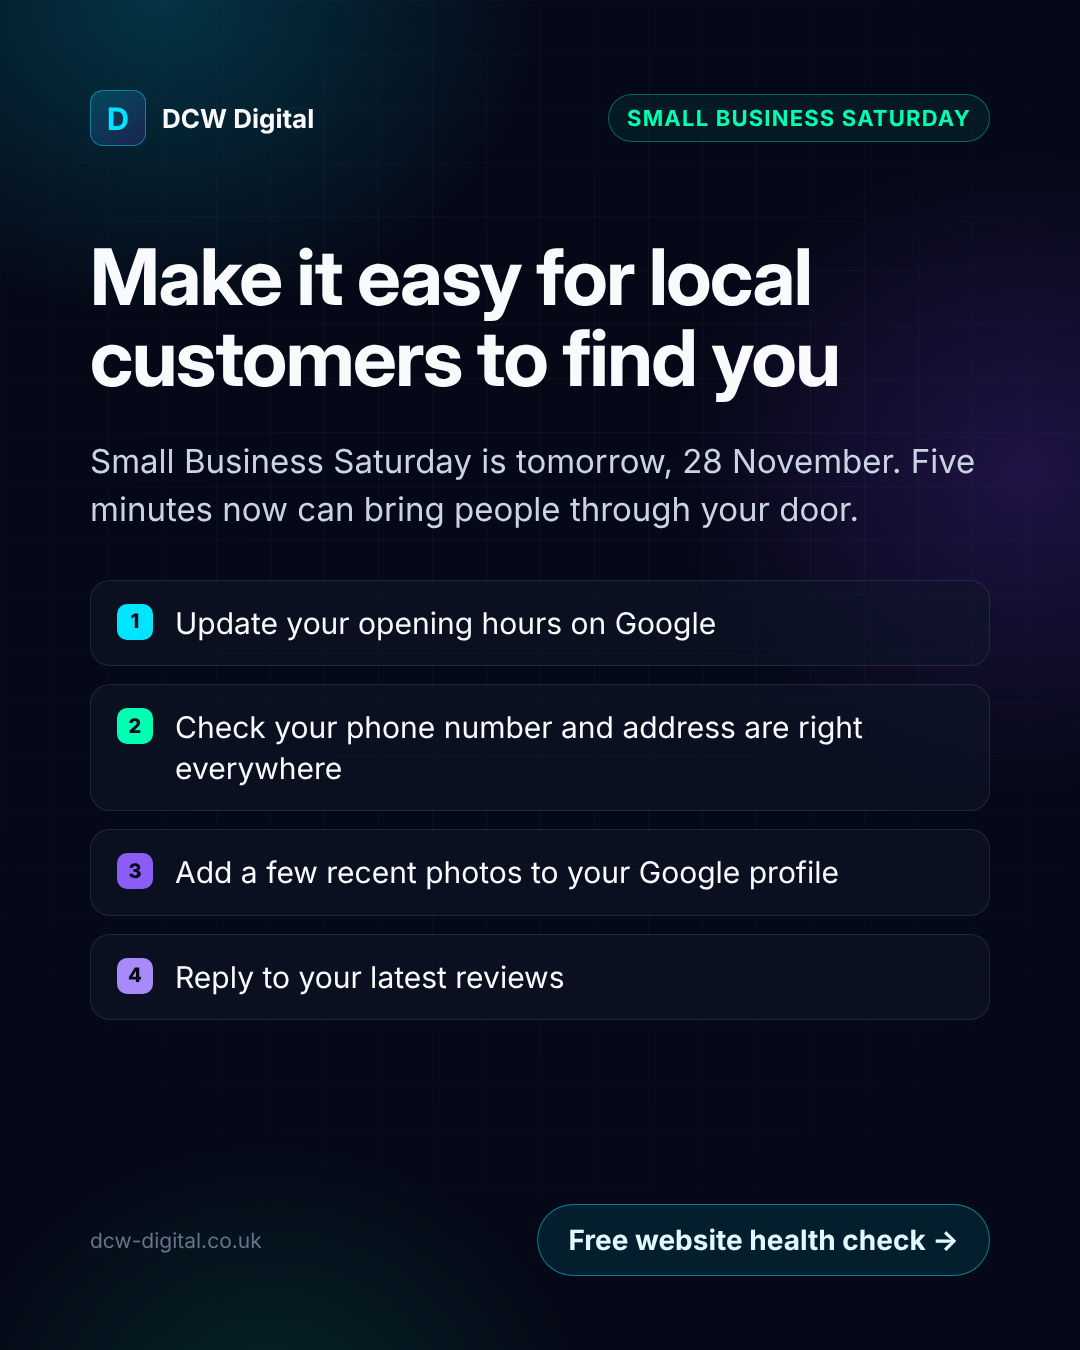 D
DCW Digital
SMALL BUSINESS SATURDAY
Make it easy for local
customers to find you
Small Business Saturday is tomorrow, 28 November. Five
minutes now can bring people through your door.
1 Update your opening hours on Google
2 Check your phone number and address are right
everywhere
3 Add a few recent photos to your Google profile
4 Reply to your latest reviews
dcw-digital.co.uk
Free website health check →